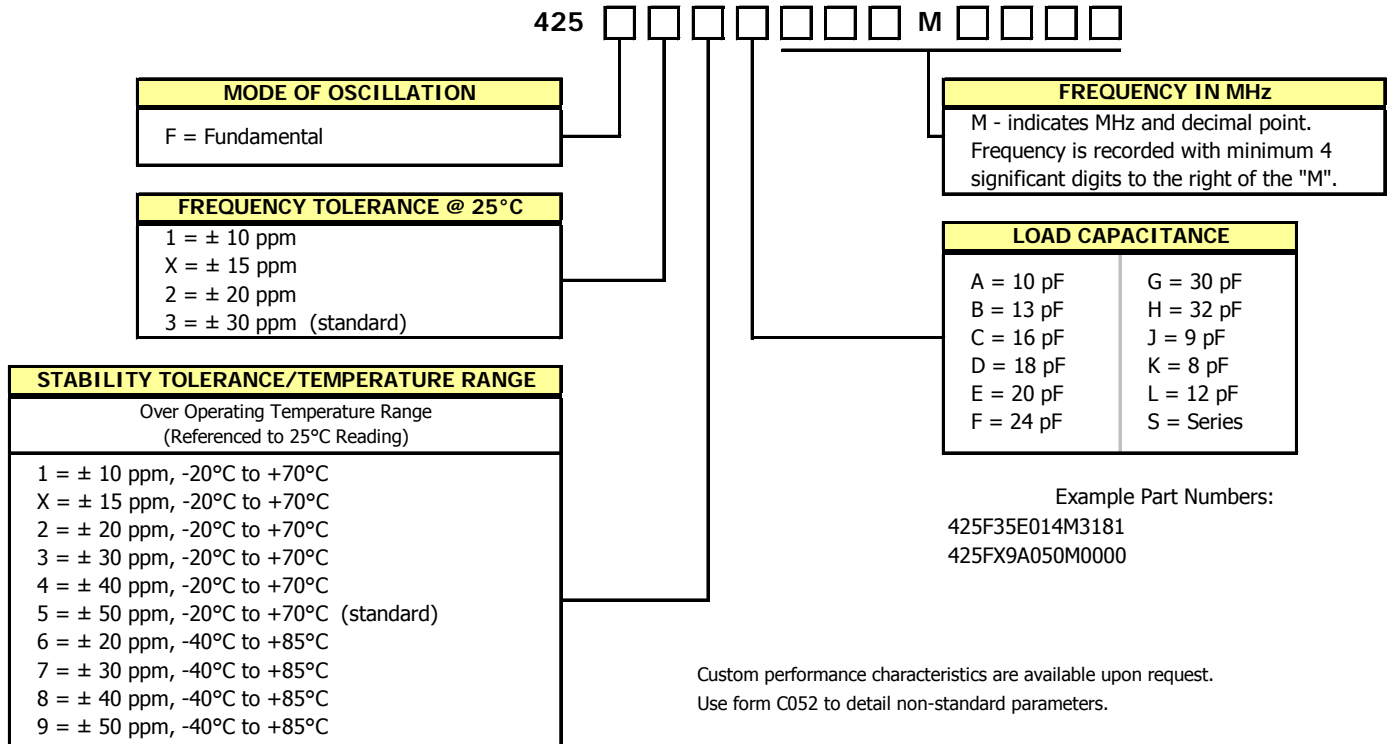 425 M
MODE OF OSCILLATION
F = Fundamental
FREQUENCY IN MHz
M - indicates MHz and decimal point.
Frequency is recorded with minimum 4
significant digits to the right of the "M".
FREQUENCY TOLERANCE @ 25°C
1 = ± 10 ppm
X = ± 15 ppm
2 = ± 20 ppm
3 = ± 30 ppm (standard)
LOAD CAPACITANCE
A = 10 pF
B = 13 pF
C = 16 pF
D = 18 pF
E = 20 pF
F = 24 pF
G = 30 pF
H = 32 pF
J = 9 pF
K = 8 pF
L = 12 pF
S = Series
STABILITY TOLERANCE/TEMPERATURE RANGE
Over Operating Temperature Range
(Referenced to 25°C Reading)
1 = ± 10 ppm, -20°C to +70°C
X = ± 15 ppm, -20°C to +70°C
2 = ± 20 ppm, -20°C to +70°C
3 = ± 30 ppm, -20°C to +70°C
4 = ± 40 ppm, -20°C to +70°C
5 = ± 50 ppm, -20°C to +70°C (standard)
6 = ± 20 ppm, -40°C to +85°C
7 = ± 30 ppm, -40°C to +85°C
8 = ± 40 ppm, -40°C to +85°C
9 = ± 50 ppm, -40°C to +85°C
Example Part Numbers:
425F35E014M3181
425FX9A050M0000
Custom performance characteristics are available upon request.
Use form C052 to detail non-standard parameters.